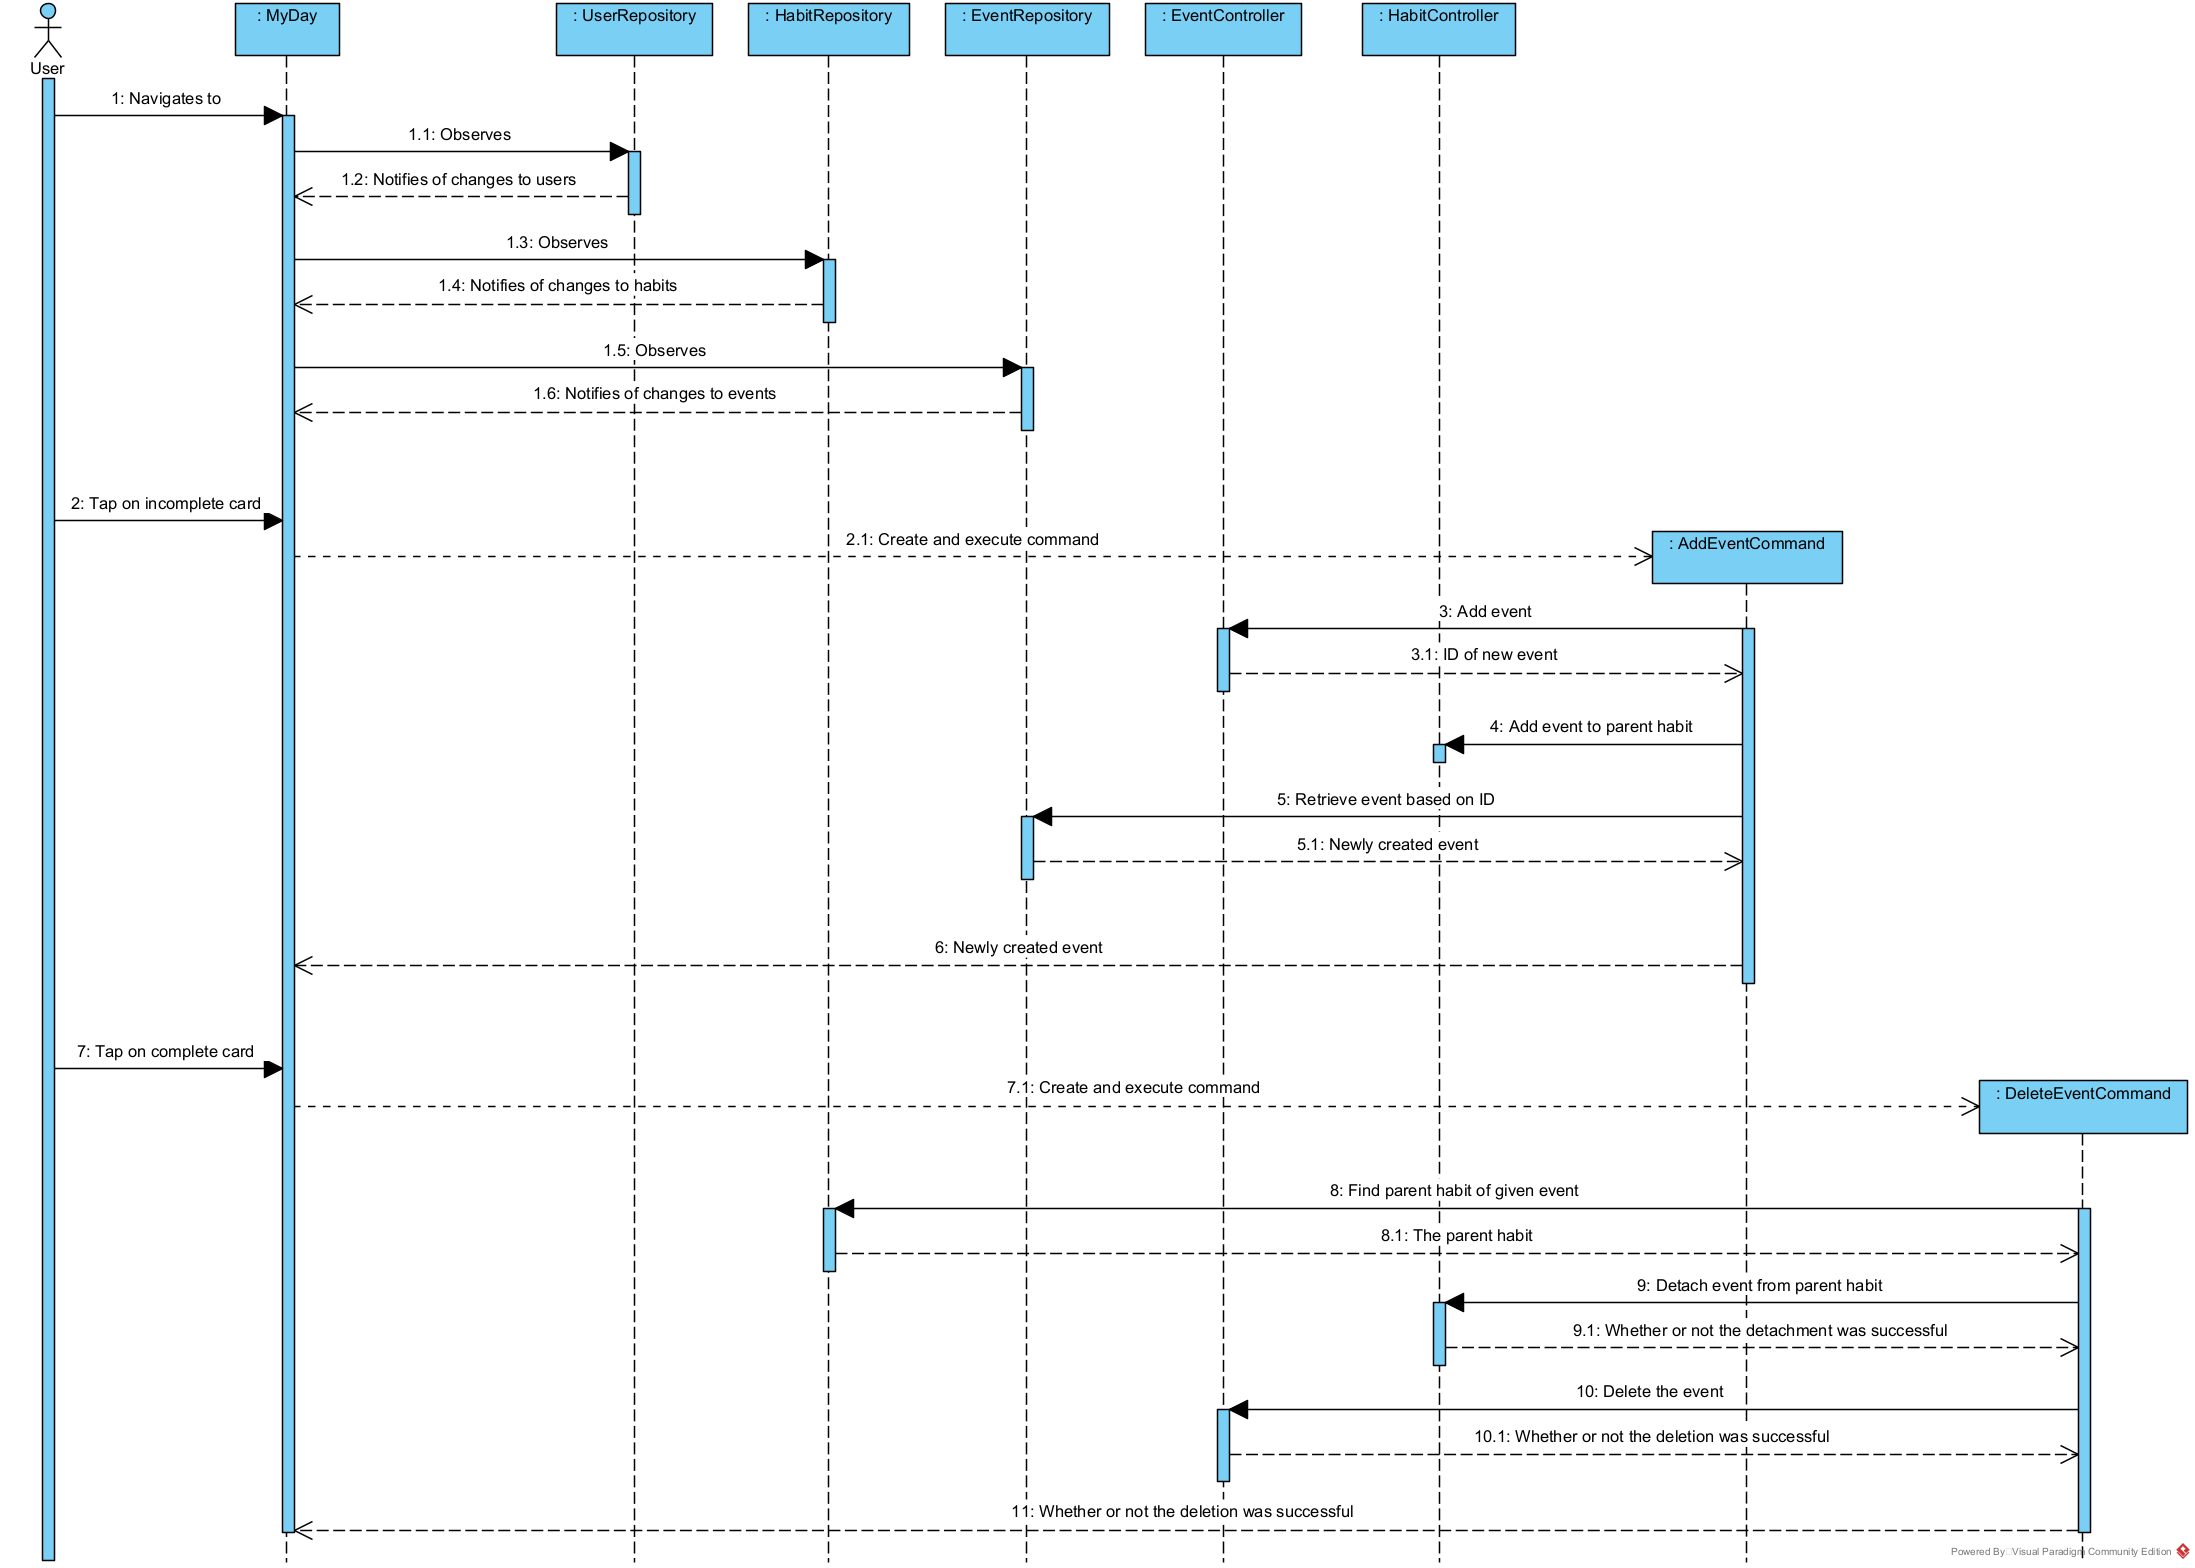 : MyDay
: UserRepository
: HabitRepository
: EventRepository
: EventController
: HabitController
User
1: Navigates to
1.1: Observes
1.2: Notifies of changes to users
1.3: Observes
1.4: Notifies of changes to habits
1.5: Observes
1.6: Notifies of changes to events
2: Tap on incomplete card
2.1: Create and execute command
: AddEventCommand
3: Add event
3.1: ID of new event
4: Add event to parent habit
5: Retrieve event based on ID
5.1: Newly created event
6: Newly created event
7: Tap on complete card
7.1: Create and execute command
: DeleteEventCommand
8: Find parent habit of given event
8.1: The parent habit
9: Detach event from parent habit
9.1: Whether or not the detachment was successful
10: Delete the event
10.1: Whether or not the deletion was successful
11: Whether or not the deletion was successful
Powered By Visual Paradigm Community Edition